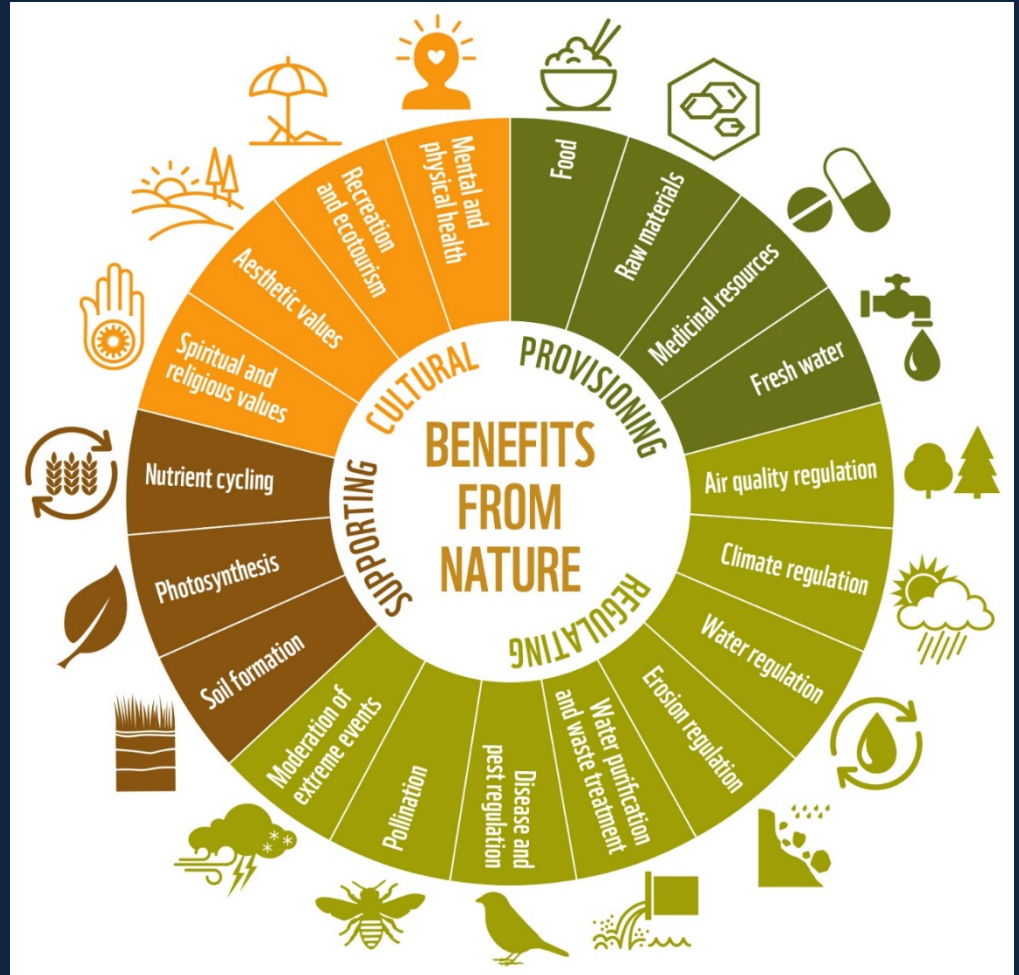 BENEFITS
FROM
NATURE
PROVISIONING
Food
Raw materials
Medicinal resources
Fresh water
REGULATING
Air quality regulation
Climate regulation
Water regulation
Erosion regulation
Water purification
and waste treatment
Disease and
pest regulation
Pollination
Moderation of
extreme events
SUPPORTING
Soil formation
Photosynthesis
Nutrient cycling
CULTURAL
Spiritual and
religious values
Aesthetic values
Recreation
and ecotourism
Mental and
physical health